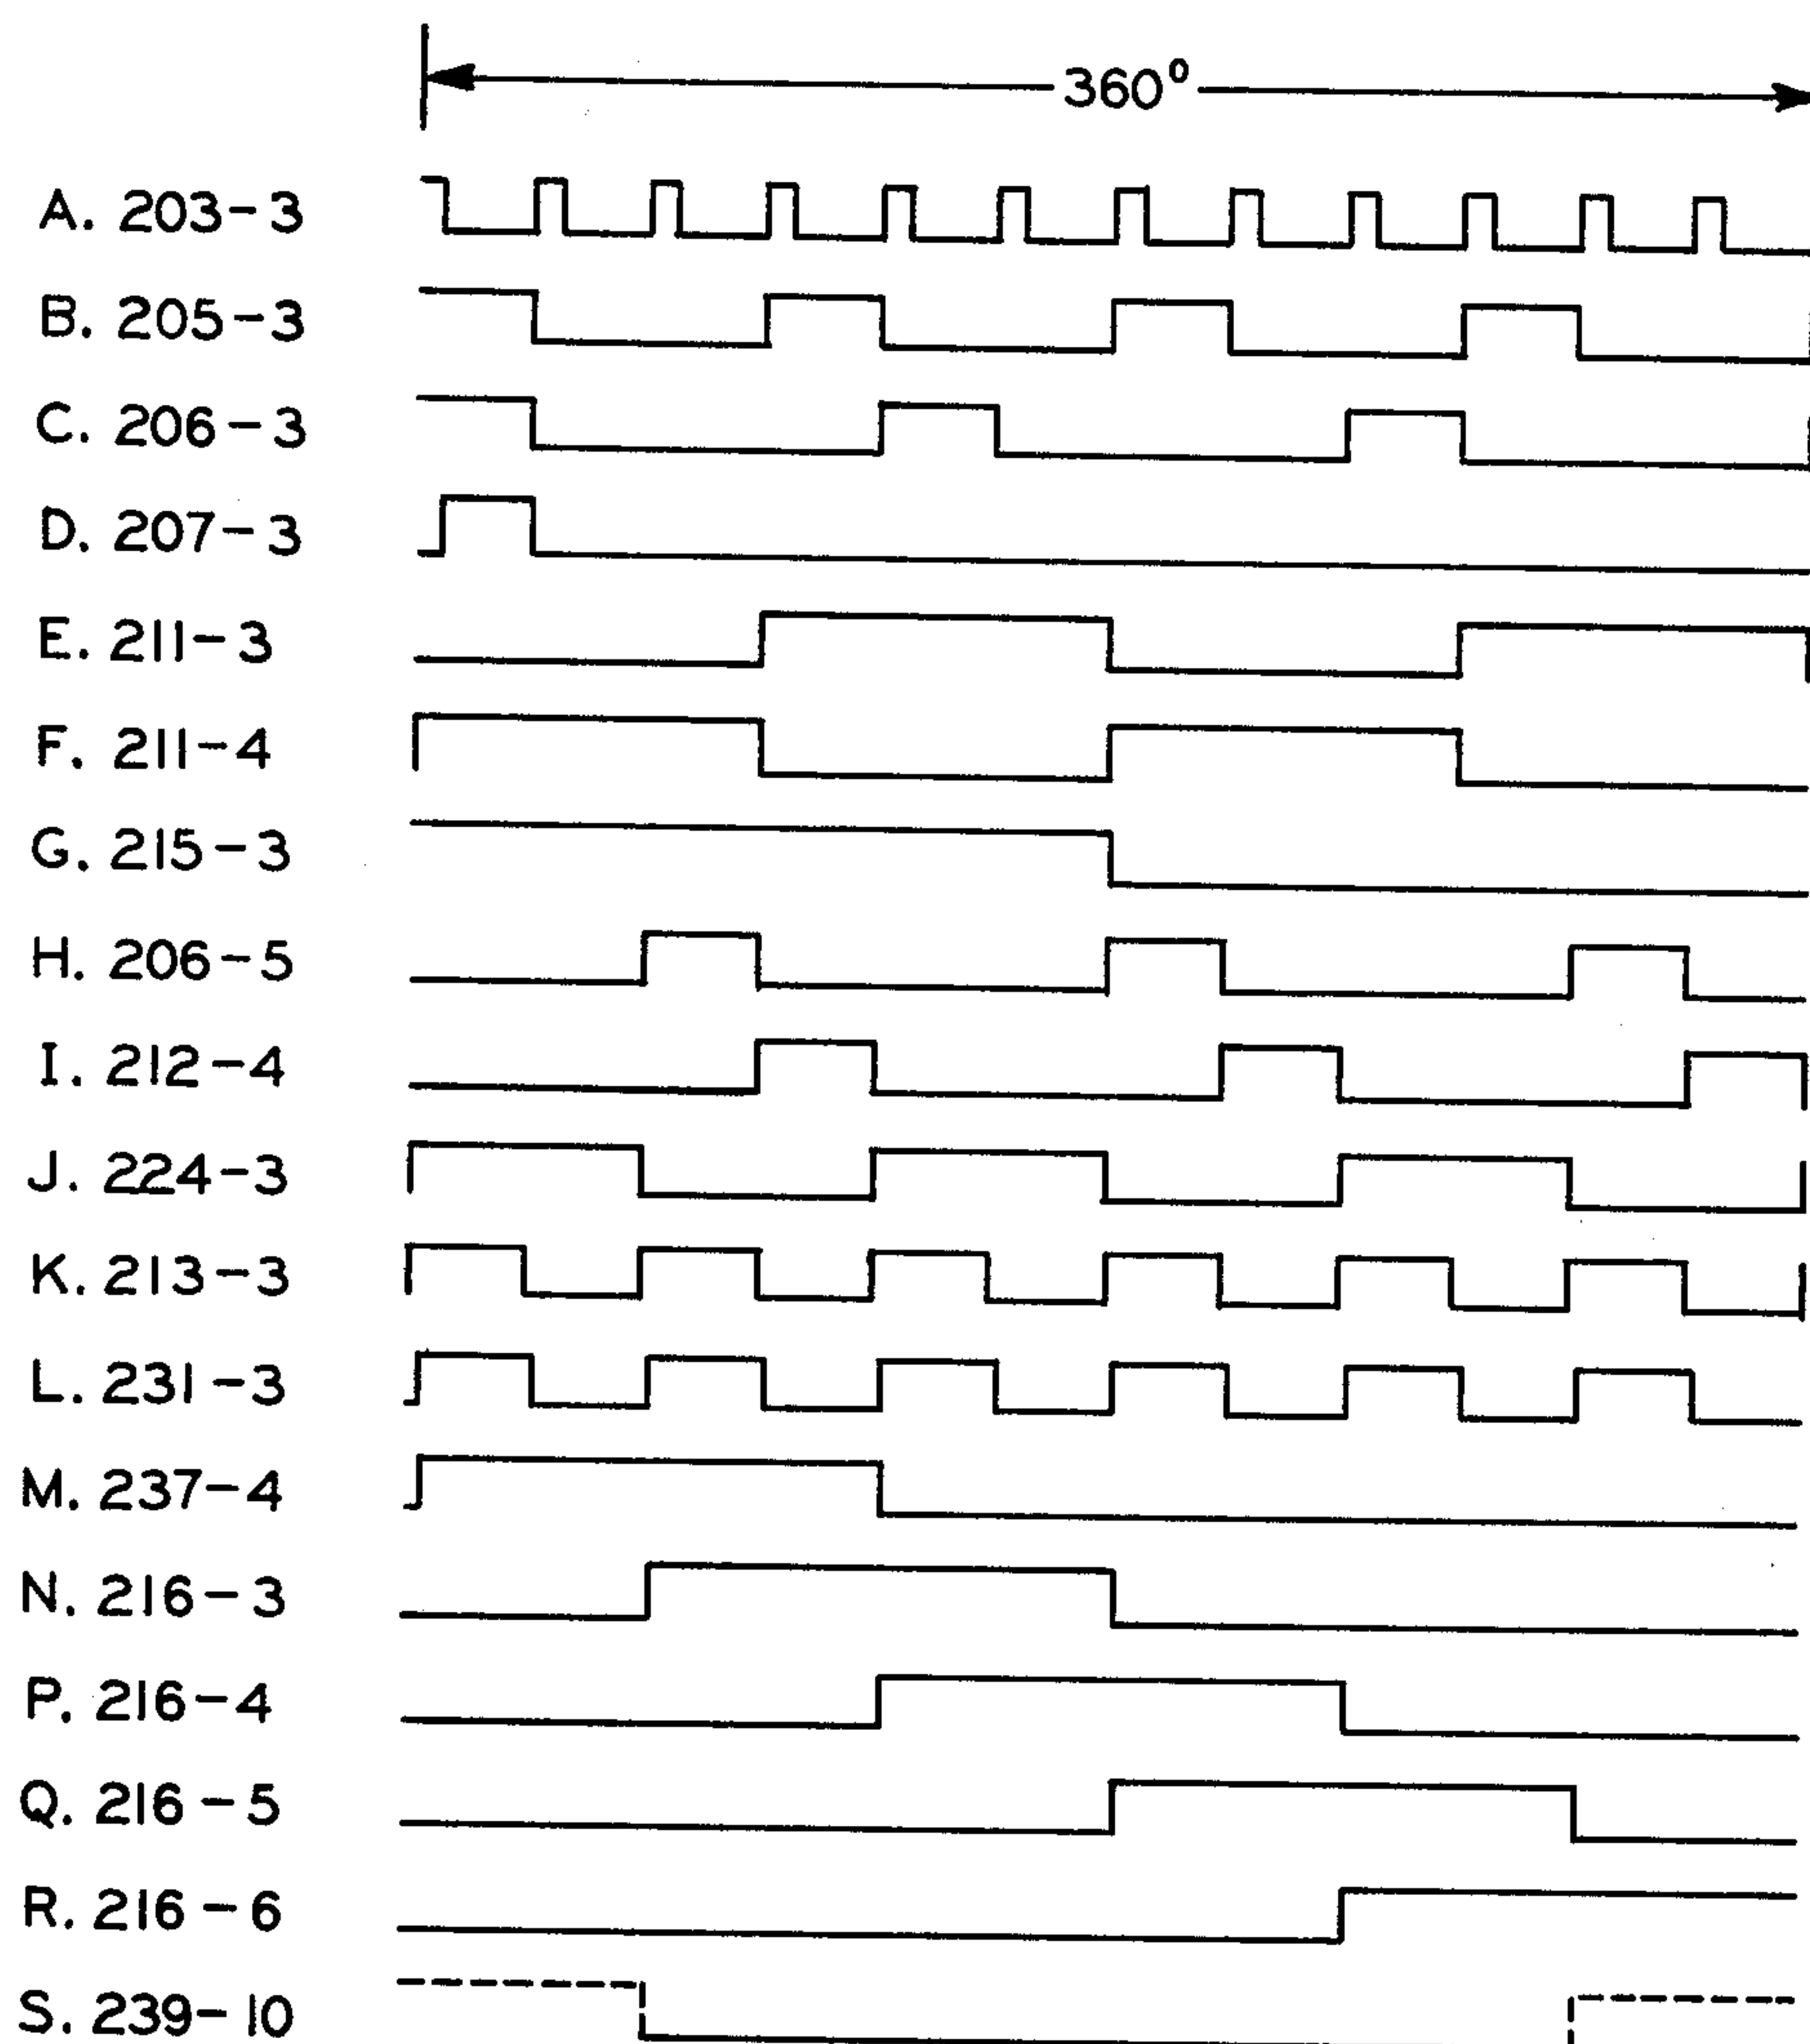 360°
A. 203-3
B. 205-3
C. 206-3
D. 207-3
E. 211-3
F. 211-4
G. 215-3
H. 206-5
I. 212-4
J. 224-3
K. 213-3
L. 231-3
M. 237-4
N. 216-3
P. 216-4
Q. 216-5
R. 216-6
S. 239-10